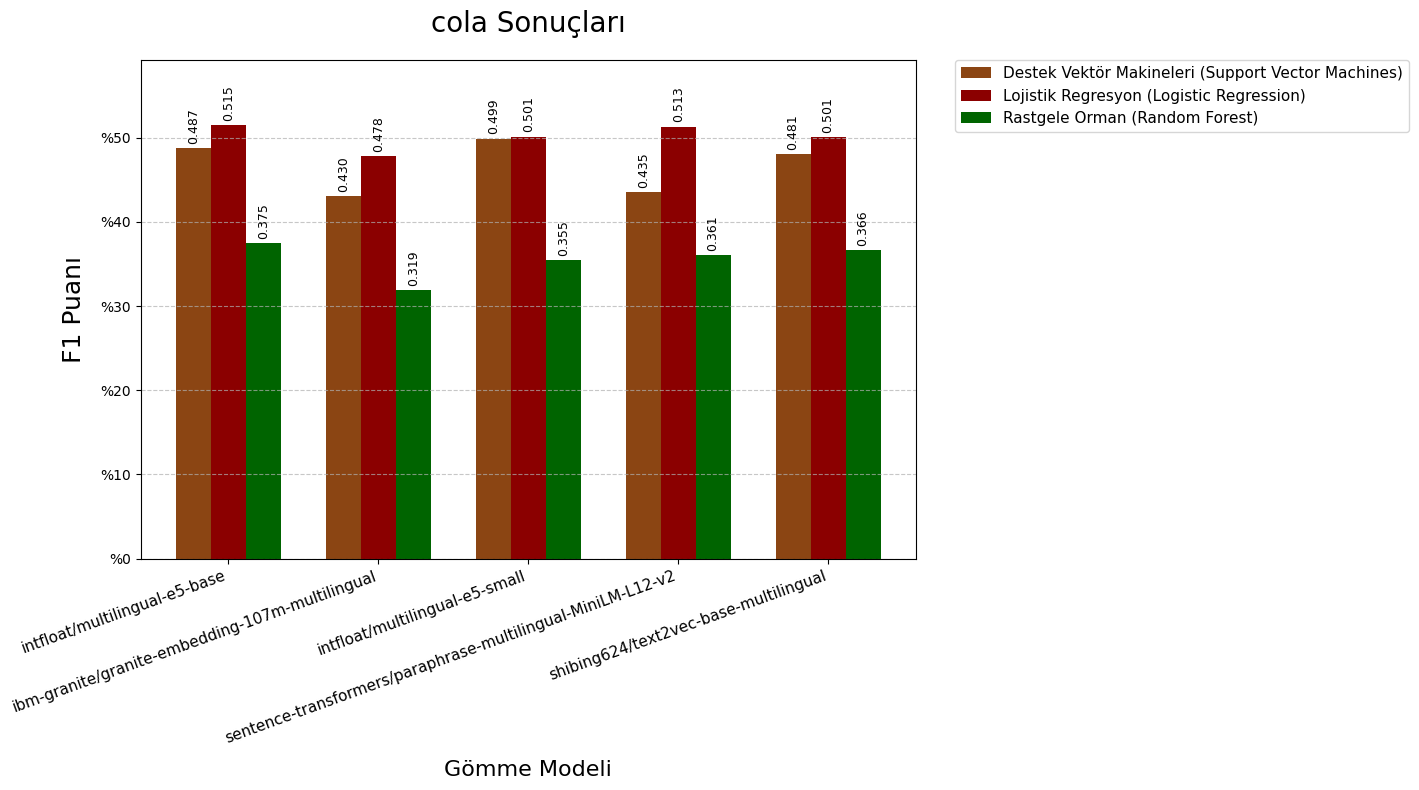 cola Sonuçları
Destek Vektör Makineleri (Support Vector Machines)
Lojistik Regresyon (Logistic Regression)
Rastgele Orman (Random Forest)
F1 Puanı
%50
%40
%30
%20
%10
%0
0.487
0.515
0.375
0.430
0.478
0.319
0.499
0.501
0.355
0.435
0.513
0.361
0.481
0.501
0.366
intfloat/multilingual-e5-base
ibm-granite/granite-embedding-107m-multilingual
intfloat/multilingual-e5-small
sentence-transformers/paraphrase-multilingual-MiniLM-L12-v2
shibing624/text2vec-base-multilingual
Gömme Modeli